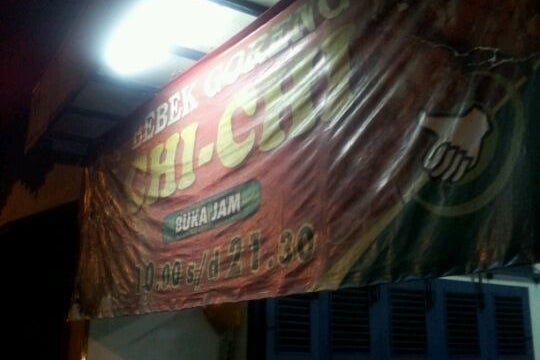 BEBEK GORENG
CHI-CHI
BUKA JAM
10.00 s/d 21.30